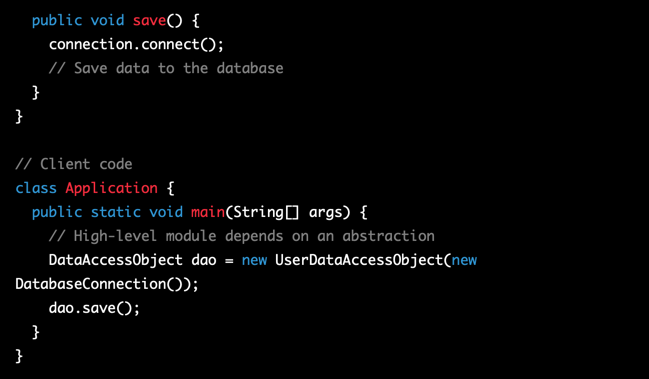 public void save() {
    connection.connect();
    // Save data to the database
  }
}

// Client code
class Application {
  public static void main(String[] args) {
    // High-level module depends on an abstraction
    DataAccessObject dao = new UserDataAccessObject(new
DatabaseConnection());
    dao.save();
  }
}